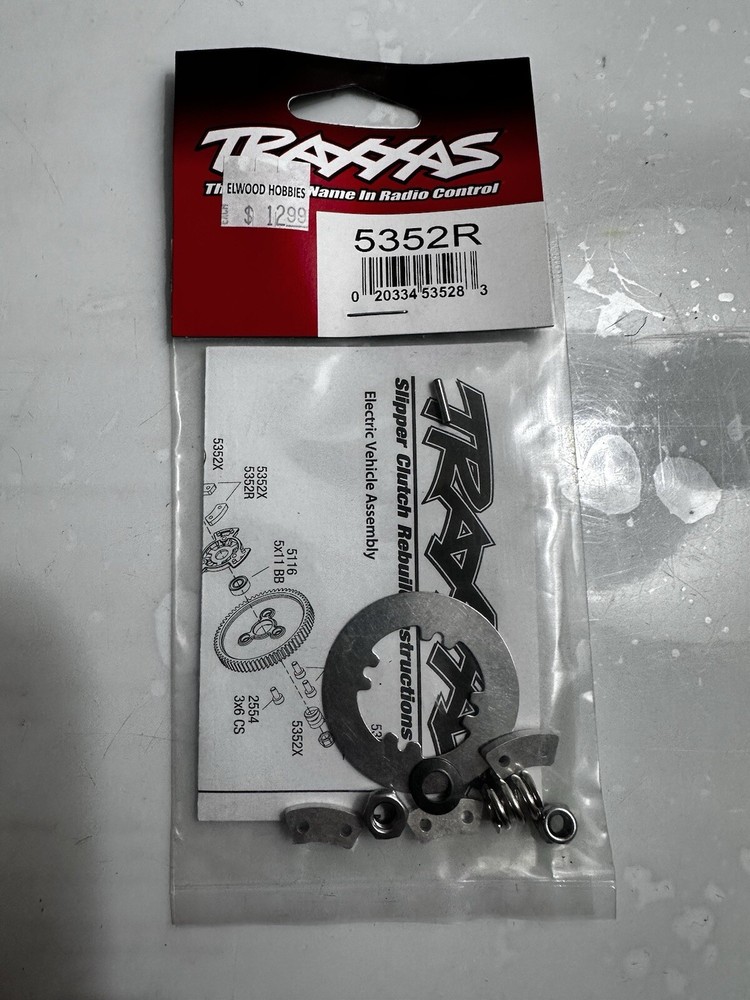 TRAXXAS
The Name In Radio Control
ELWOOD HOBBIES
$ 12.99
5352R
0 20334 53528 3
TRAXXAS
Slipper Clutch Rebuild Instructions
Electric Vehicle Assembly
5352X
5352X
5352R
5116
5x11 BB
2554
3x6 CS
5352X